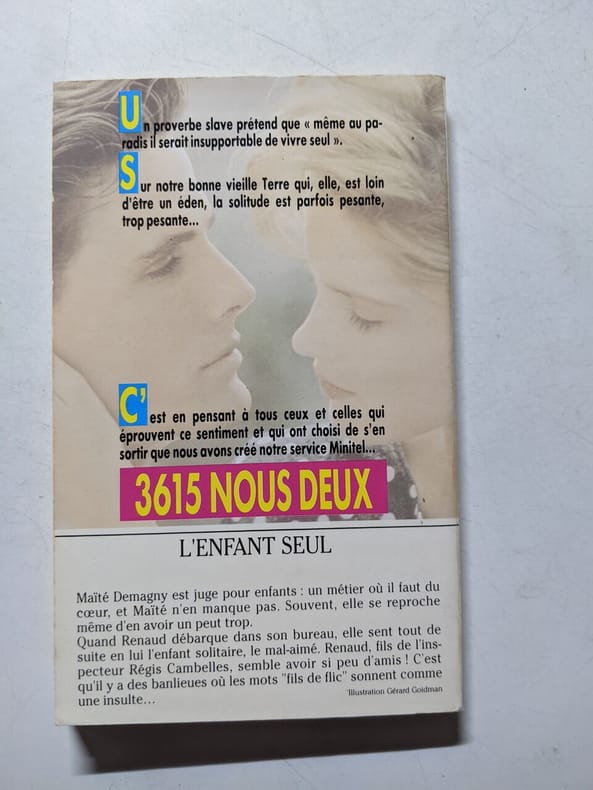 Un proverbe slave prétend que « même au pa-
radis il serait insupportable de vivre seul ».
Sur notre bonne vieille Terre qui, elle, est loin
d'être un éden, la solitude est parfois pesante,
trop pesante...
C'est en pensant à tous ceux et celles qui
éprouvent ce sentiment et qui ont choisi de s'en
sortir que nous avons créé notre service Minitel...
3615 NOUS DEUX
L'ENFANT SEUL
Maïté Demagny est juge pour enfants : un métier où il faut du
cœur, et Maïté n'en manque pas. Souvent, elle se reproche
même d'en avoir un peut trop.
Quand Renaud débarque dans son bureau, elle sent tout de
suite en lui l'enfant solitaire, le mal-aimé. Renaud, fils de l'ins-
pecteur Régis Cambelles, semble avoir si peu d'amis ! C'est
qu'il y a des banlieues où les mots "fils de flic" sonnent comme
une insulte...
'Illustration Gérard Goidman